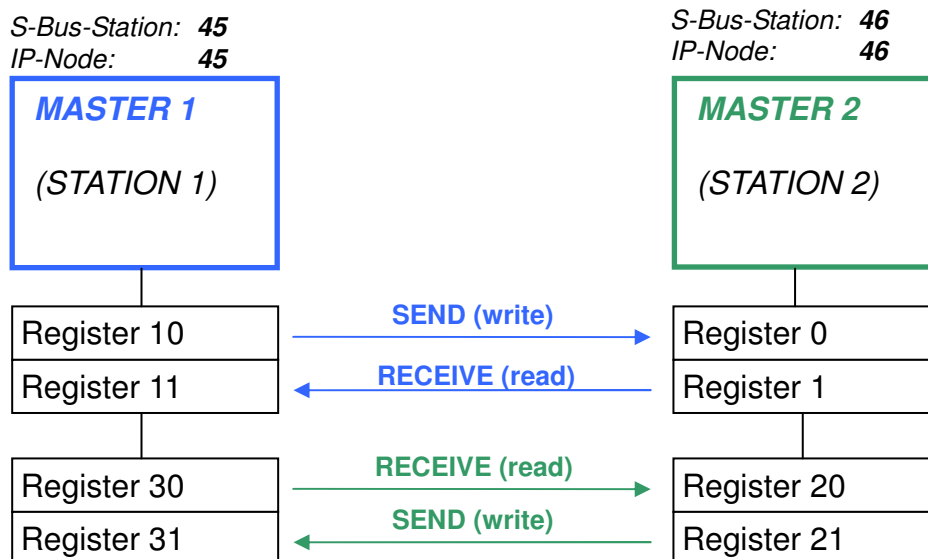 S-Bus-Station: 45
IP-Node: 45
S-Bus-Station: 46
IP-Node: 46
MASTER 1
(STATION 1)
MASTER 2
(STATION 2)
Register 10
SEND (write)
Register 0
Register 11
RECEIVE (read)
Register 1
Register 30
RECEIVE (read)
Register 20
Register 31
SEND (write)
Register 21